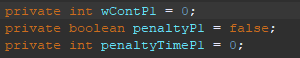 private int wContP1 = 0;
private boolean penaltyP1 = false;
private int penaltyTimeP1 = 0;